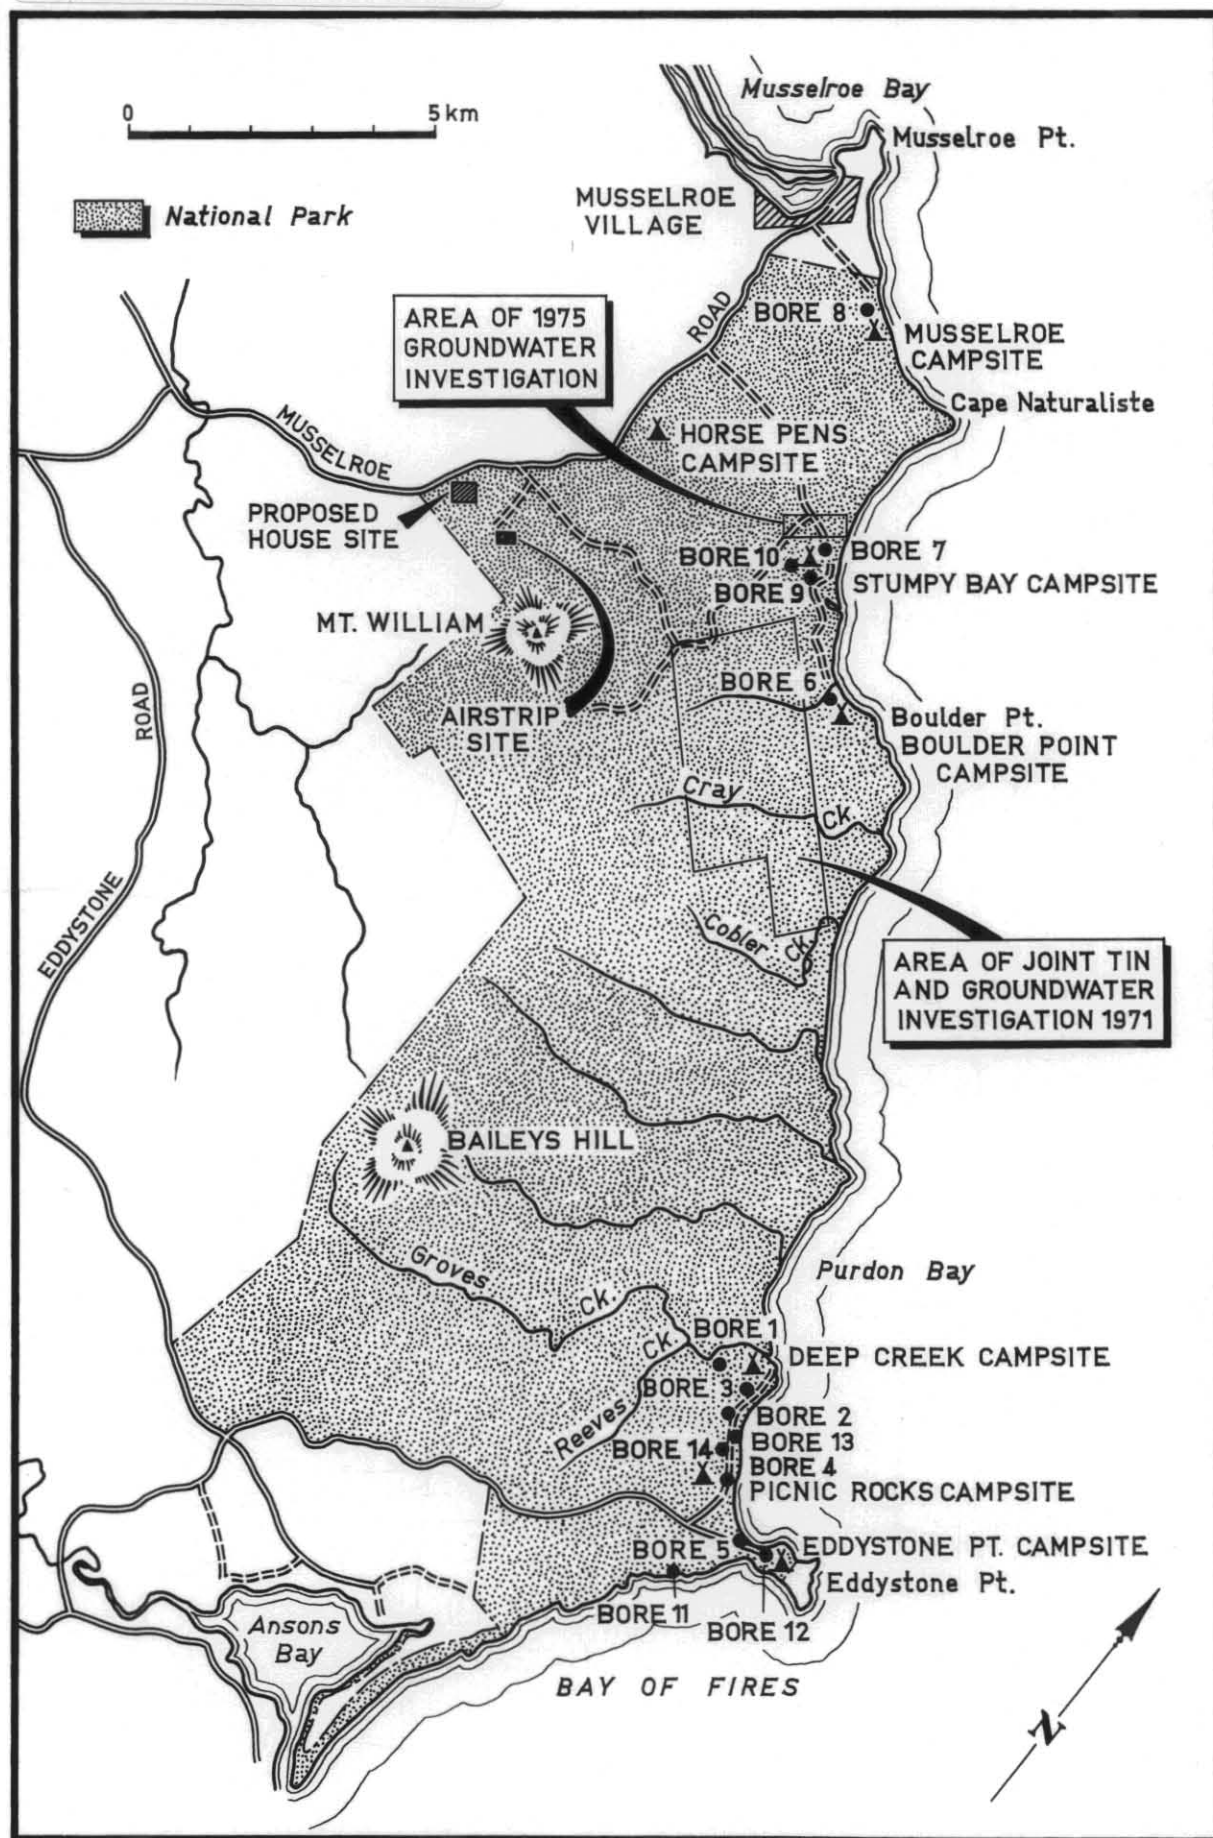 Musselroe Bay
0 5 km
Musselroe Pt.
National Park
MUSSELROE
VILLAGE
ROAD
BORE 8
AREA OF 1975
GROUNDWATER
INVESTIGATION
MUSSELROE
CAMPSITE
Cape Naturaliste
MUSSELROE
HORSE PENS
CAMPSITE
PROPOSED
HOUSE SITE
BORE 10
BORE 7
STUMPY BAY CAMPSITE
BORE 9
MT. WILLIAM
BORE 6
ROAD
AIRSTRIP
SITE
Boulder Pt.
BOULDER POINT
CAMPSITE
Cray Ck.
EDDYSTONE
Cobler Ck.
AREA OF JOINT TIN
AND GROUNDWATER
INVESTIGATION 1971
BAILEYS HILL
Groves Ck.
Purdon Bay
BORE 1
DEEP CREEK CAMPSITE
Reeves Ck.
BORE 3
BORE 2
BORE 13
BORE 14
BORE 4
PICNIC ROCKS CAMPSITE
BORE 5
EDDYSTONE PT. CAMPSITE
Eddystone Pt.
BORE 11
BORE 12
Ansons
Bay
BAY OF FIRES
N